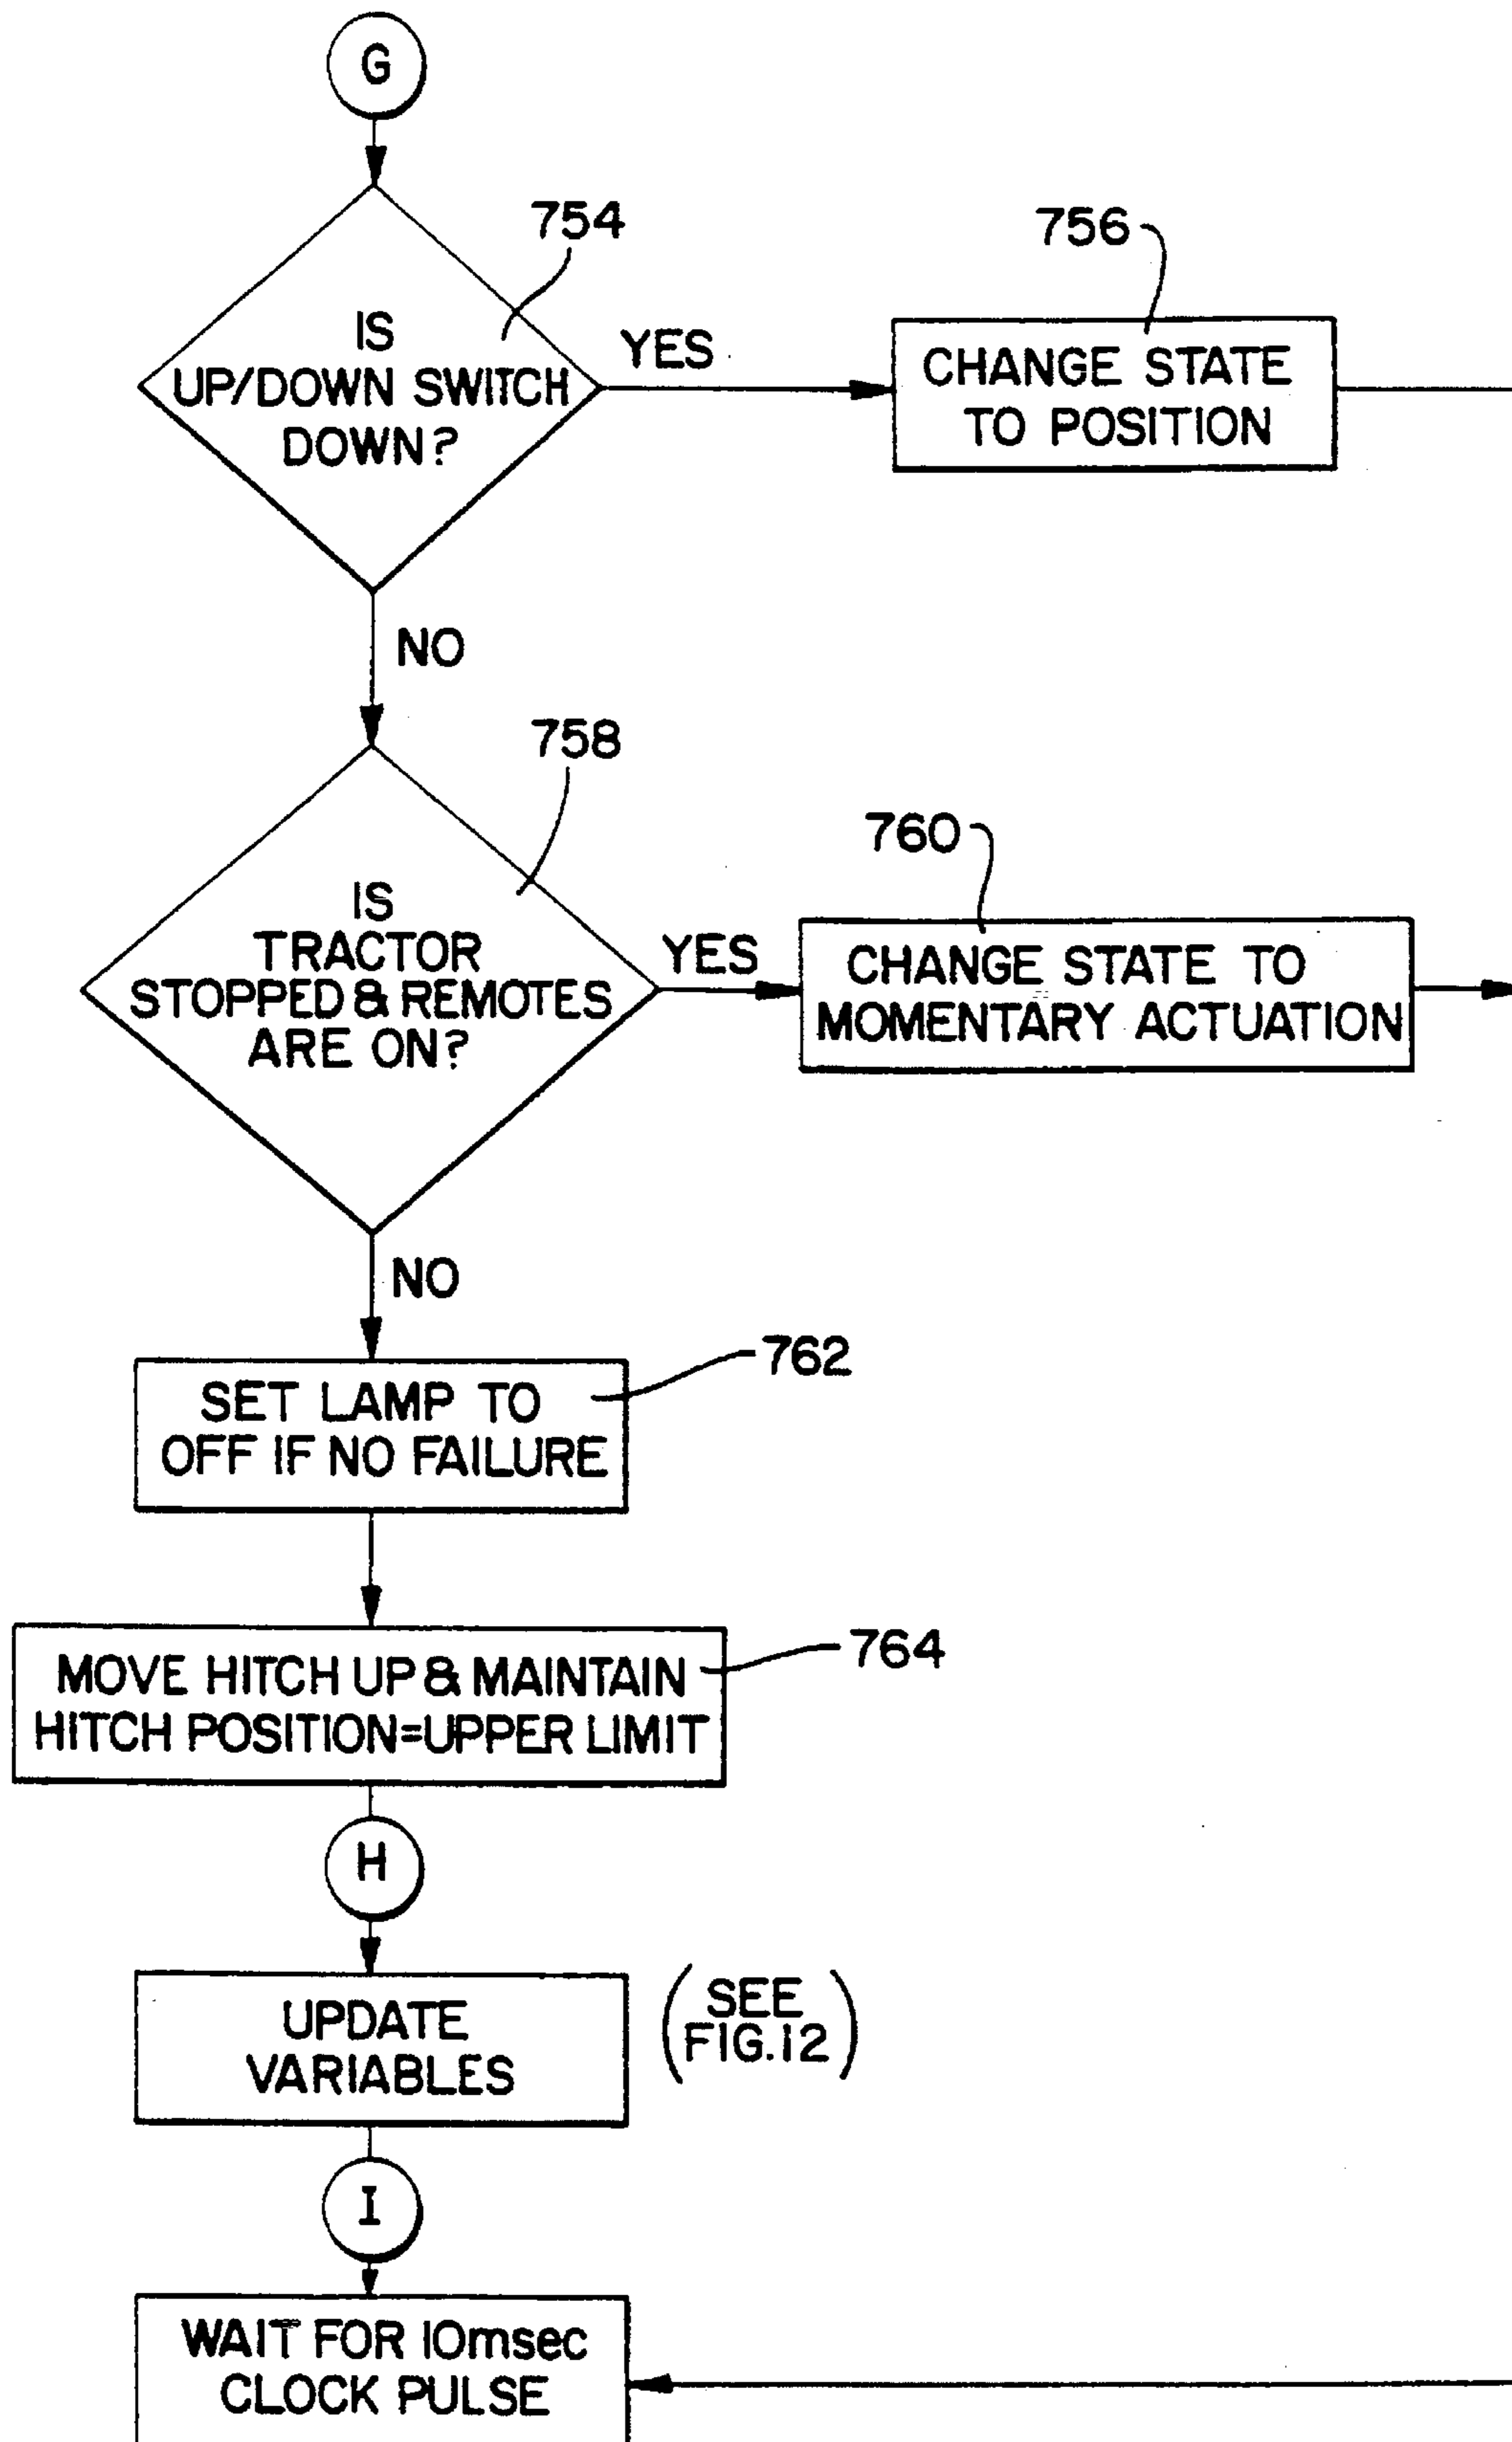 G
754
IS
UP/DOWN SWITCH
DOWN?
YES
756
CHANGE STATE
TO POSITION
NO
758
IS
TRACTOR
STOPPED & REMOTES
ARE ON?
YES
760
CHANGE STATE TO
MOMENTARY ACTUATION
NO
762
SET LAMP TO
OFF IF NO FAILURE
764
MOVE HITCH UP & MAINTAIN
HITCH POSITION=UPPER LIMIT
H
UPDATE
VARIABLES
(SEE
FIG.12)
I
WAIT FOR 10msec
CLOCK PULSE